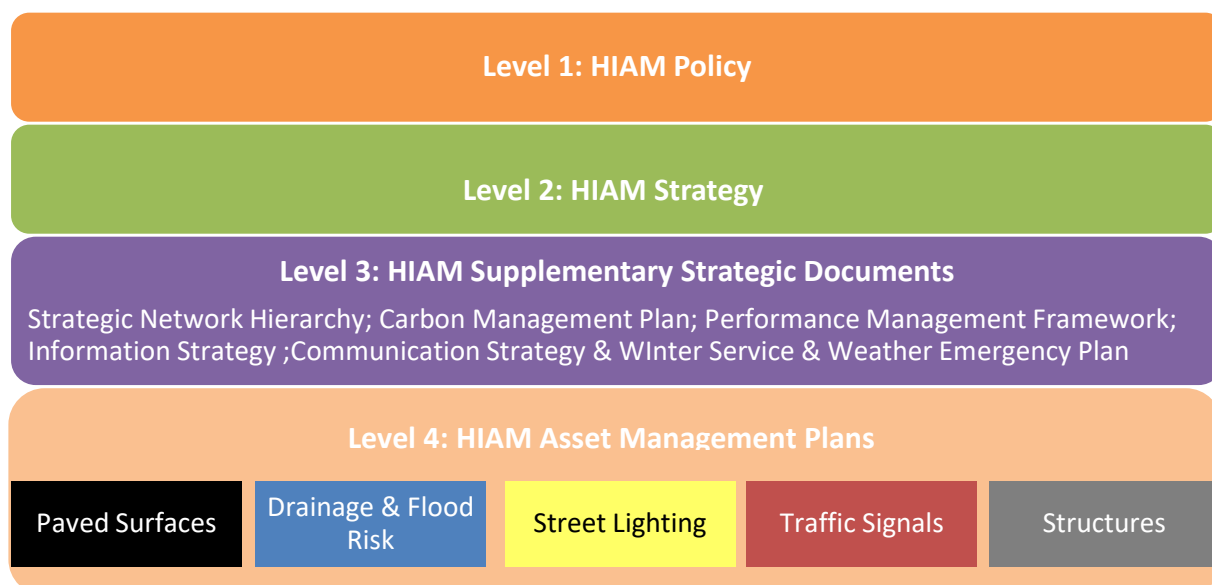 Level 1: HIAM Policy
Level 2: HIAM Strategy
Level 3: HIAM Supplementary Strategic Documents
Strategic Network Hierarchy; Carbon Management Plan; Performance Management Framework;
Information Strategy ;Communication Strategy & WInter Service & Weather Emergency Plan
Level 4: HIAM Asset Management Plans
Paved Surfaces
Drainage & Flood
Risk
Street Lighting
Traffic Signals
Structures